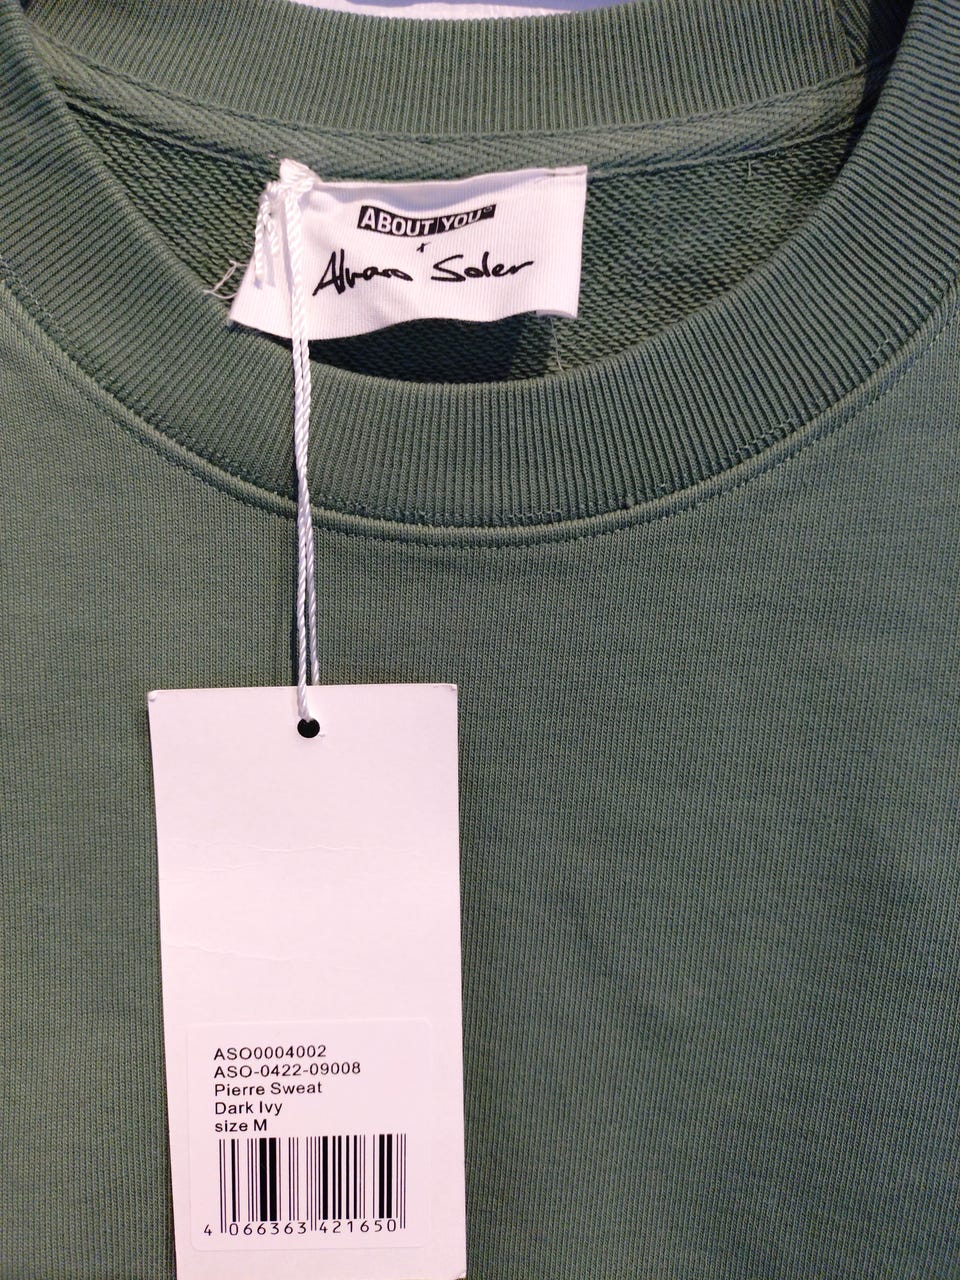 ABOUT YOU°
+
Alvaro Soler
ASO0004002
ASO-0422-09008
Pierre Sweat
Dark Ivy
size M
4 066363 421650